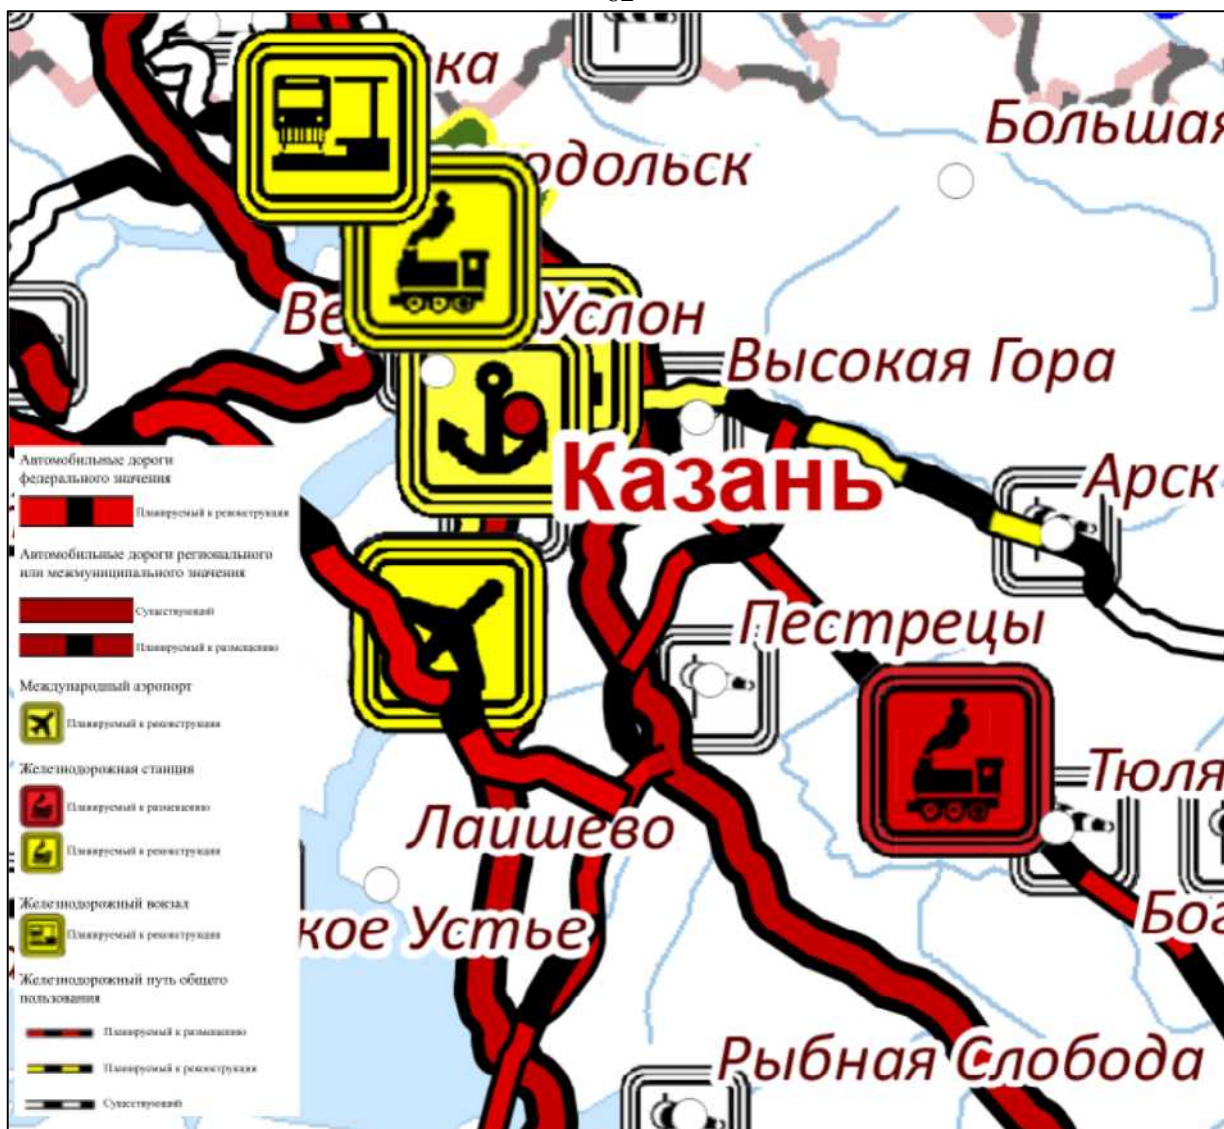 ка
Большая
одольск
Ве
Услон
Высокая Гора
Казань
Арск
Автомобильные дороги
федерального значения
Планируемый к реконструкции
Автомобильные дороги регионального
или межмуниципального значения
Существующий
Планируемый к размещению
Пестрецы
Международный аэропорт
Планируемый к реконструкции
Железнодорожная станция
Планируемый к размещению
Тюля
Лаишево
Планируемый к реконструкции
Железнодорожный вокзал
Планируемый к реконструкции
кое Устье
Бог
Железнодорожный путь общего
пользования
Планируемый к размещению
Планируемый к реконструкции
Рыбная Слобода
Существующий